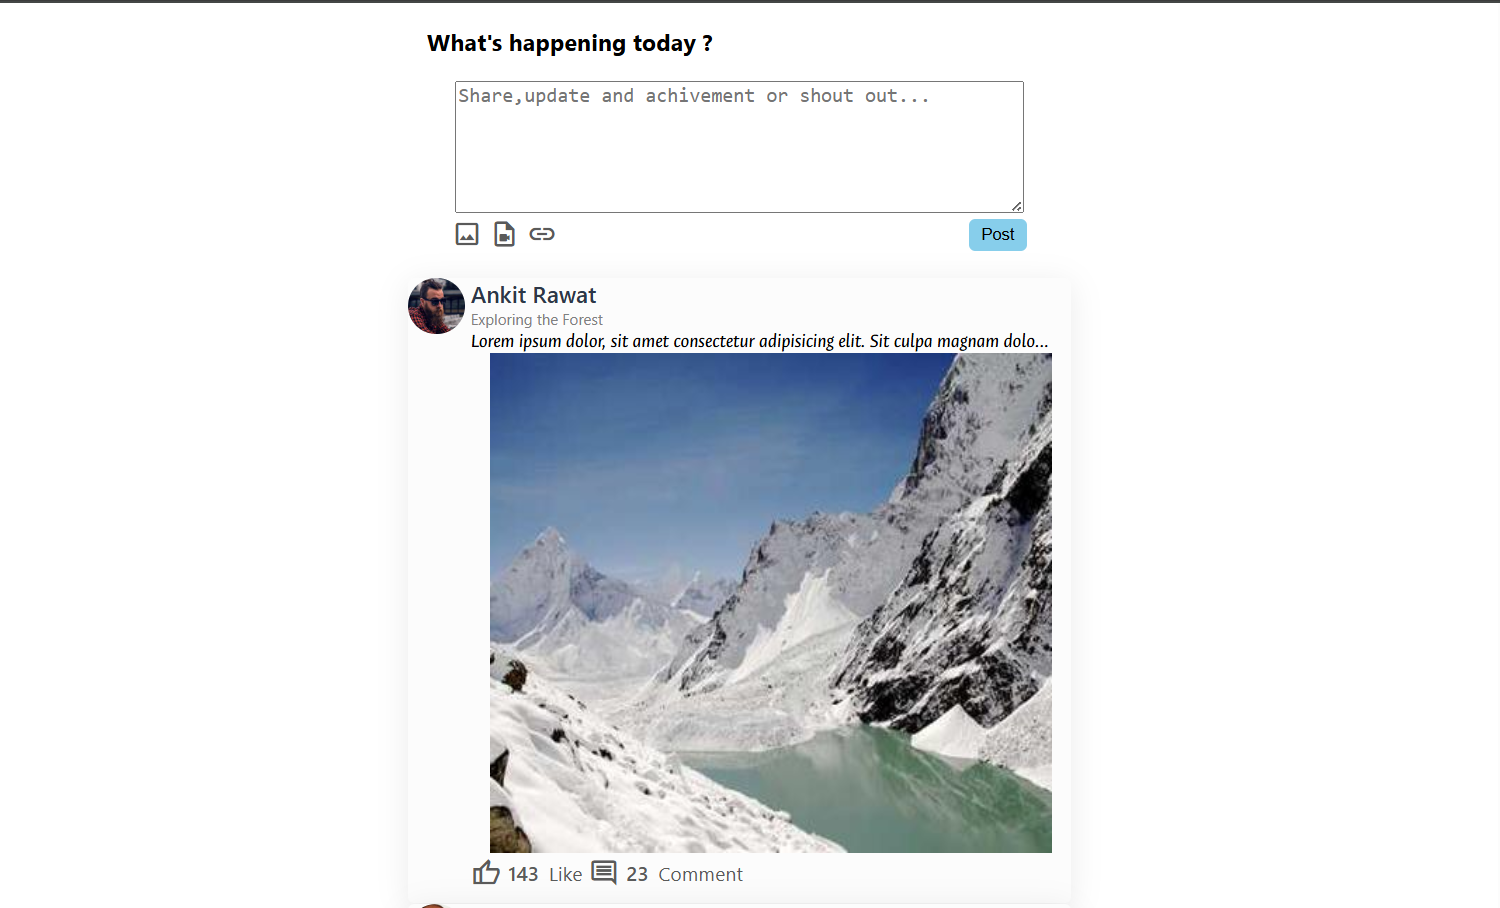 What's happening today ?
Share,update and achivement or shout out...
Post
Ankit Rawat
Exploring the Forest
Lorem ipsum dolor, sit amet consectetur adipisicing elit. Sit culpa magnam dolo...
143 Like 23 Comment